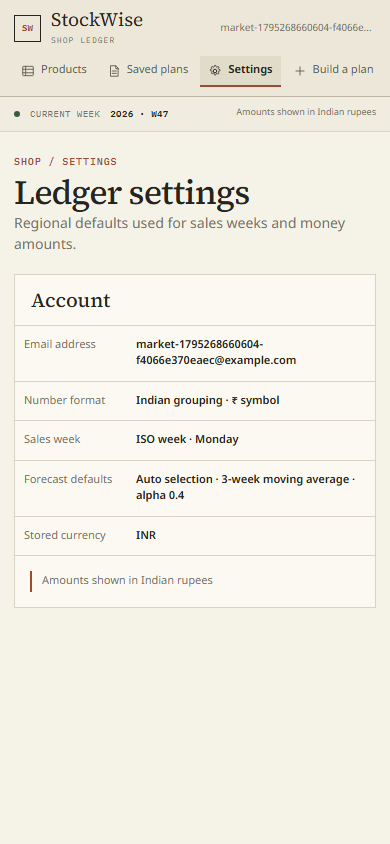 SW
StockWise
SHOP LEDGER
market-1795268660604-f4066e...
Products
Saved plans
Settings
Build a plan
CURRENT WEEK 2026 • W47
Amounts shown in Indian rupees
SHOP / SETTINGS
Ledger settings
Regional defaults used for sales weeks and money
amounts.
Account
Email address
market-1795268660604-
f4066e370eaec@example.com
Number format
Indian grouping · ₹ symbol
Sales week
ISO week · Monday
Forecast defaults
Auto selection · 3-week moving average ·
alpha 0.4
Stored currency
INR
Amounts shown in Indian rupees